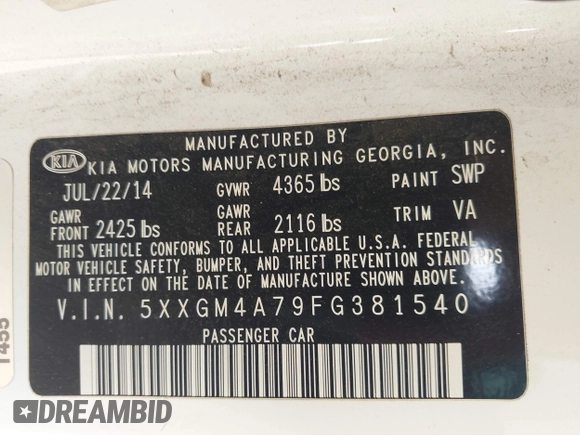 MANUFACTURED BY
KIA KIA MOTORS MANUFACTURING GEORGIA, INC.
JUL/22/14 GVWR 4365 lbs PAINT SWP
GAWR FRONT 2425 lbs GAWR REAR 2116 lbs TRIM VA
THIS VEHICLE CONFORMS TO ALL APPLICABLE U.S.A. FEDERAL
MOTOR VEHICLE SAFETY, BUMPER, AND THEFT PREVENTION STANDARDS
IN EFFECT ON THE DATE OF MANUFACTURE SHOWN ABOVE.
V.I.N. 5XXGM4A79FG381540
PASSENGER CAR
1455
DREAMBID